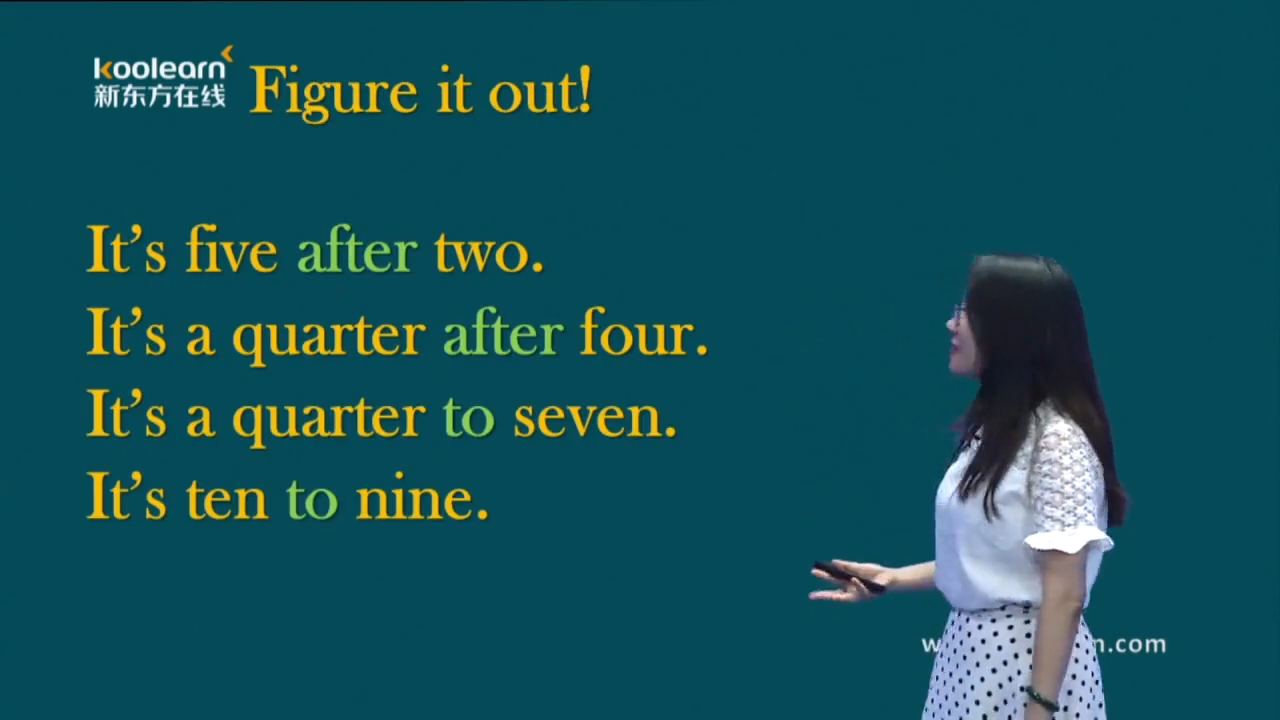 koolearn
新东方在线
Figure it out!
It's five after two.
It's a quarter after four.
It's a quarter to seven.
It's ten to nine.